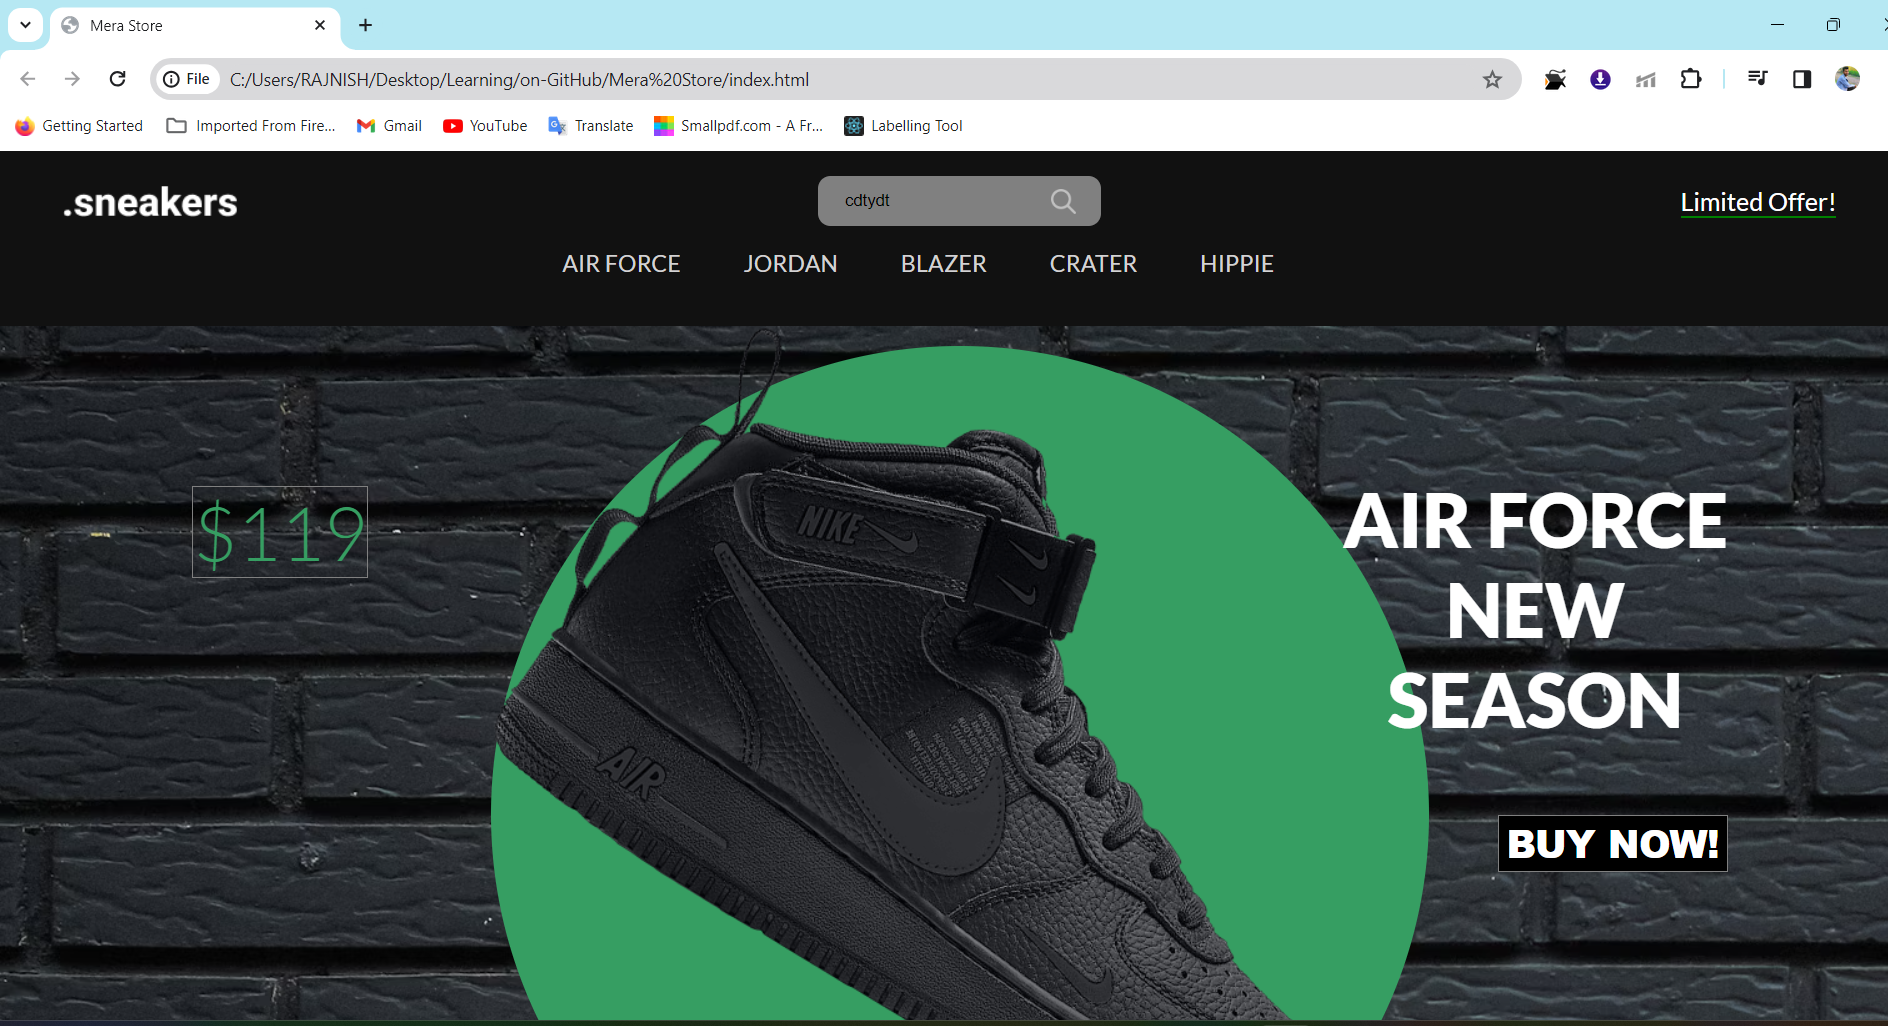 Mera Store
File C:/Users/RAJNISH/Desktop/Learning/on-GitHub/Mera%20Store/index.html
Getting Started Imported From Fire... Gmail YouTube Translate Smallpdf.com - A Fr... Labelling Tool
.sneakers cdtydt Limited Offer!
AIR FORCE JORDAN BLAZER CRATER HIPPIE
$119
NIKE
AIR
AIR FORCE
NEW
SEASON
BUY NOW!